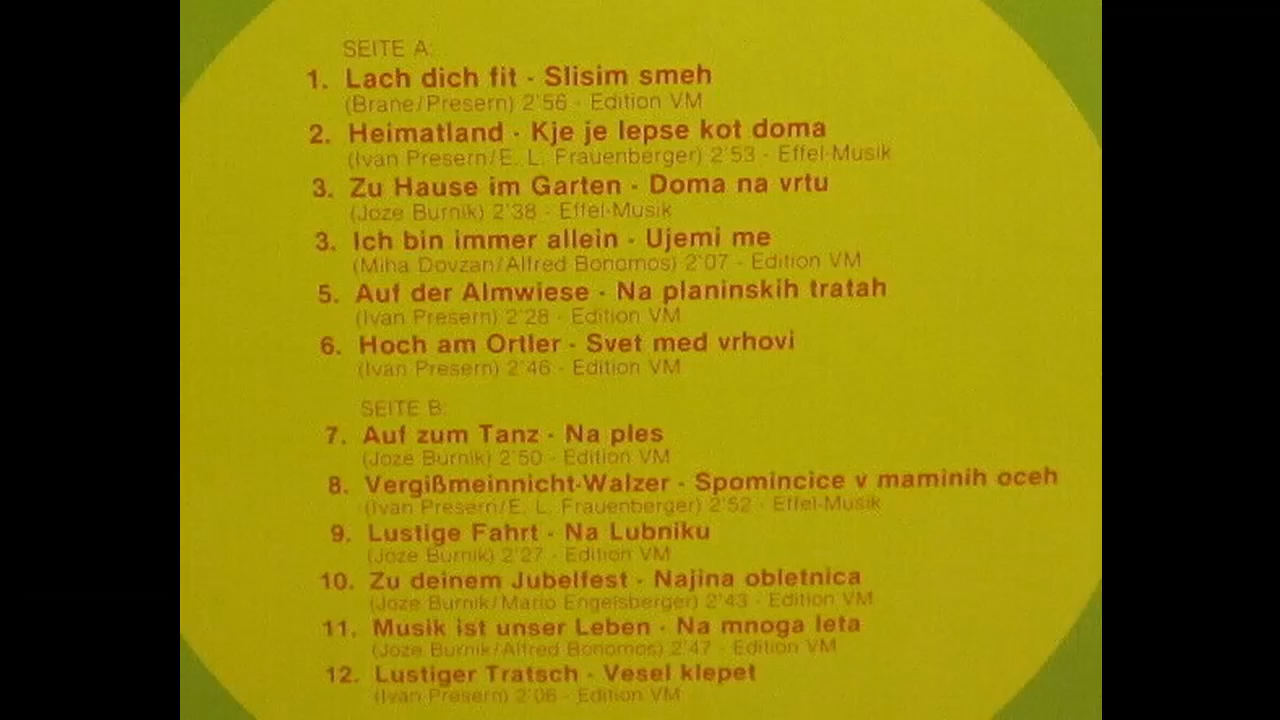 SEITE A:
1. Lach dich fit - Slisim smeh
(Brane/Presern) 2'56 - Edition VM
2. Heimatland - Kje je lepse kot doma
(Ivan Presern/E. L. Frauenberger) 2'53 - Effel-Musik
3. Zu Hause im Garten - Doma na vrtu
(Joze Burnik) 2'38 - Effel-Musik
3. Ich bin immer allein - Ujemi me
(Miha Dovzan/Alfred Bonomos) 2'07 - Edition VM
5. Auf der Almwiese - Na planinskih tratah
(Ivan Presern) 2'28 - Edition VM
6. Hoch am Ortler - Svet med vrhovi
(Ivan Presern) 2'46 - Edition VM
SEITE B:
7. Auf zum Tanz - Na ples
(Joze Burnik) 2'50 - Edition VM
8. Vergißmeinnicht-Walzer - Spomincice v maminih oceh
(Ivan Presern/E. L. Frauenberger) 2'52 - Effel-Musik
9. Lustige Fahrt - Na Lubniku
(Joze Burnik) 2'27 - Edition VM
10. Zu deinem Jubelfest - Najina obletnica
(Joze Burnik/Mario Engelsberger) 2'43 - Edition VM
11. Musik ist unser Leben - Na mnoga leta
(Joze Burnik/Alfred Bonomos) 2'47 - Edition VM
12. Lustiger Tratsch - Vesel klepet
(Ivan Presern) 2'06 - Edition VM